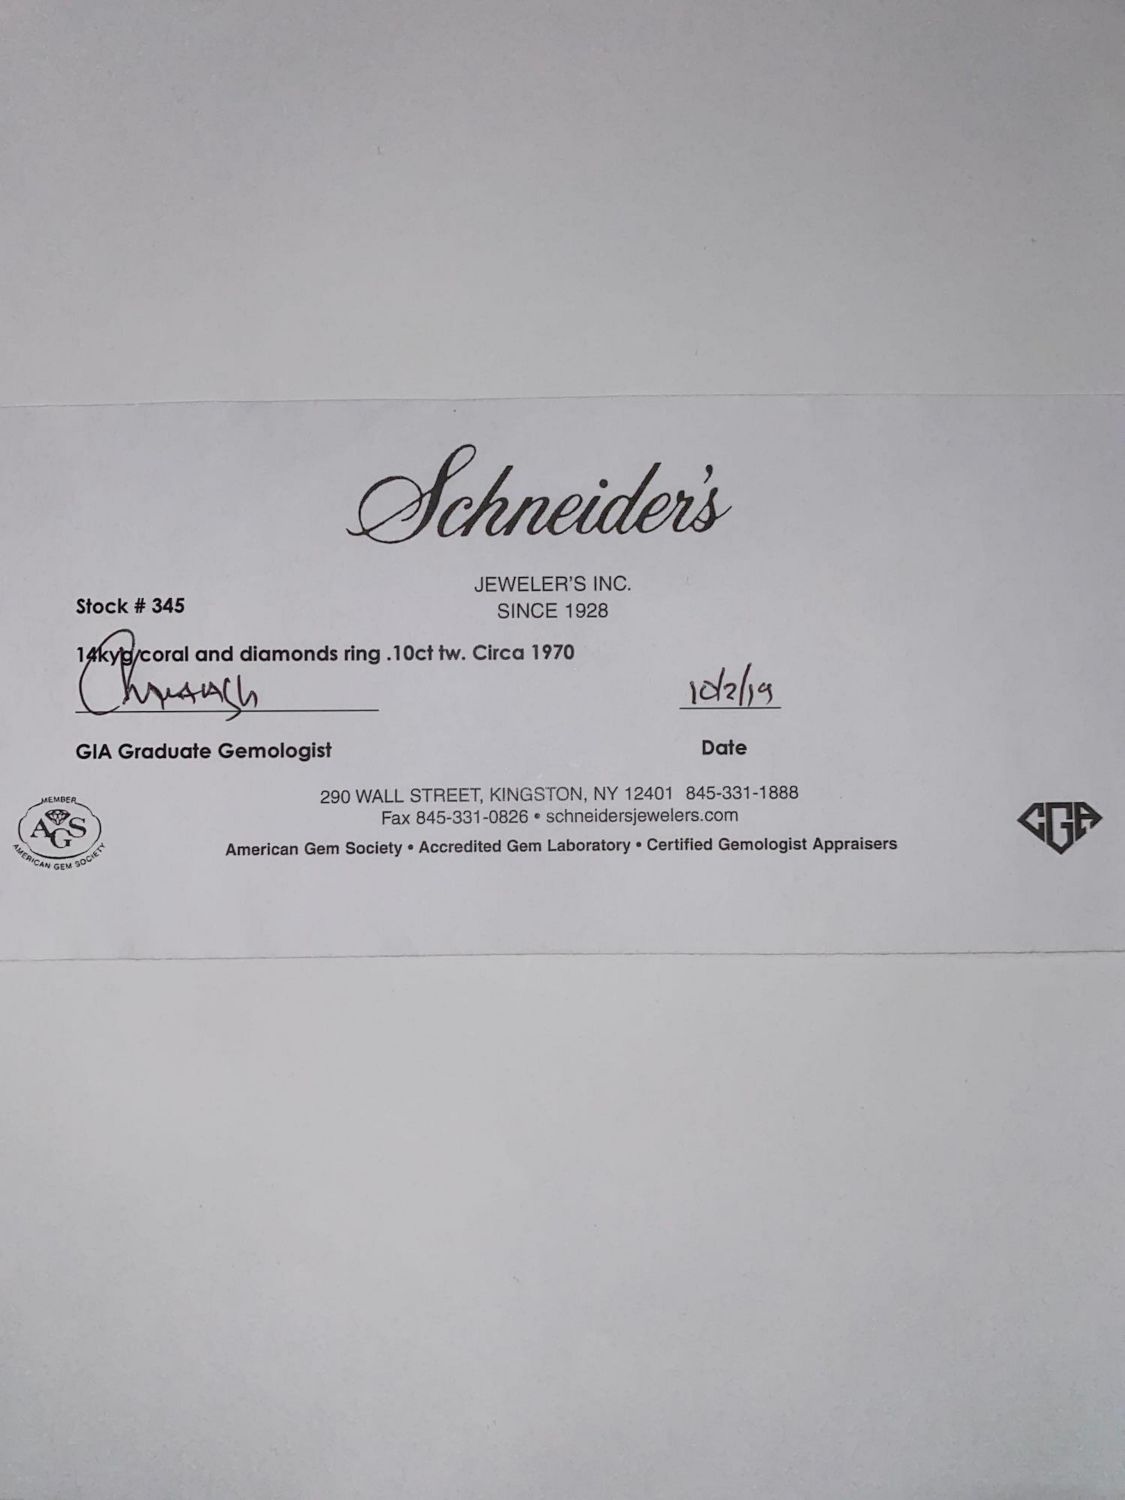 Schneider's
JEWELER'S INC.
SINCE 1928
Stock # 345
14kyg/coral and diamonds ring .10ct tw. Circa 1970
10/2/19
GIA Graduate Gemologist
Date
290 WALL STREET, KINGSTON, NY 12401 845-331-1888
Fax 845-331-0826 • schneidersjewelers.com
American Gem Society • Accredited Gem Laboratory • Certified Gemologist Appraisers
MEMBER
AGS
AMERICAN GEM SOCIETY
CGA